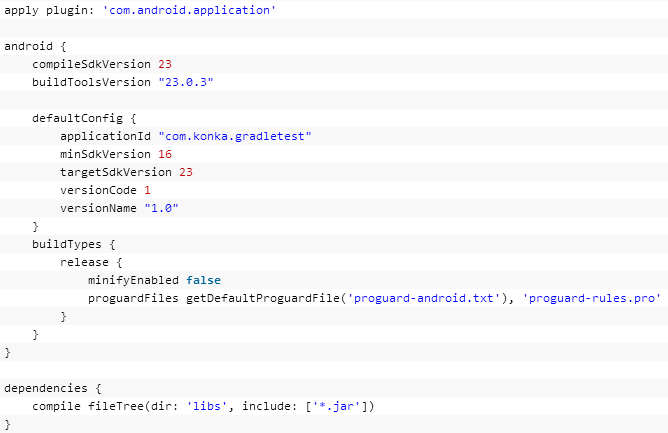 apply plugin: 'com.android.application'
android {
compileSdkVersion 23
buildToolsVersion "23.0.3"
defaultConfig {
applicationId "com.konka.gradletest"
minSdkVersion 16
targetSdkVersion 23
versionCode 1
versionName "1.0"
}
buildTypes {
release {
minifyEnabled false
proguardFiles getDefaultProguardFile('proguard-android.txt'), 'proguard-rules.pro'
}
}
}
dependencies {
compile fileTree(dir: 'libs', include: ['*.jar'])
}